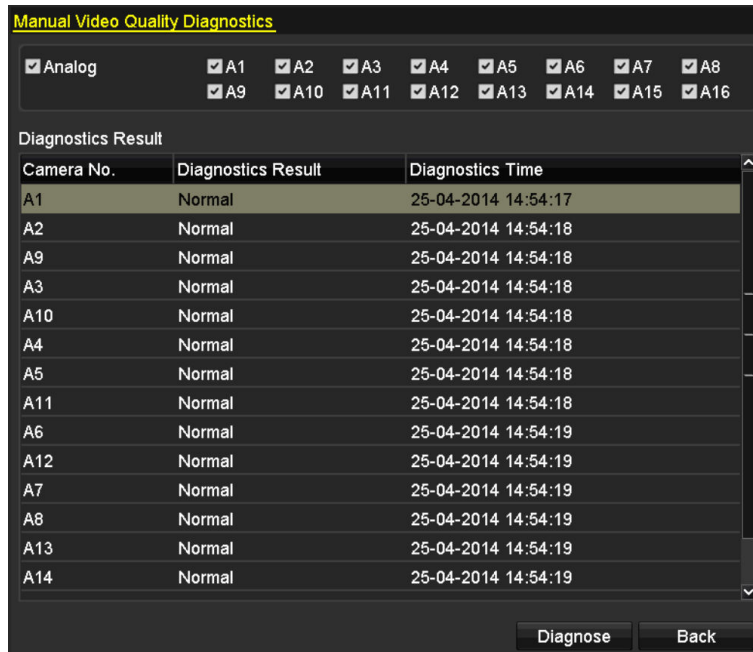 Manual Video Quality Diagnostics
Analog A1 A2 A3 A4 A5 A6 A7 A8
A9 A10 A11 A12 A13 A14 A15 A16
Diagnostics Result
Camera No. Diagnostics Result Diagnostics Time
A1 Normal 25-04-2014 14:54:17
A2 Normal 25-04-2014 14:54:18
A9 Normal 25-04-2014 14:54:18
A3 Normal 25-04-2014 14:54:18
A10 Normal 25-04-2014 14:54:18
A4 Normal 25-04-2014 14:54:18
A5 Normal 25-04-2014 14:54:18
A11 Normal 25-04-2014 14:54:18
A6 Normal 25-04-2014 14:54:19
A12 Normal 25-04-2014 14:54:19
A7 Normal 25-04-2014 14:54:19
A8 Normal 25-04-2014 14:54:19
A13 Normal 25-04-2014 14:54:19
A14 Normal 25-04-2014 14:54:19
Diagnose Back